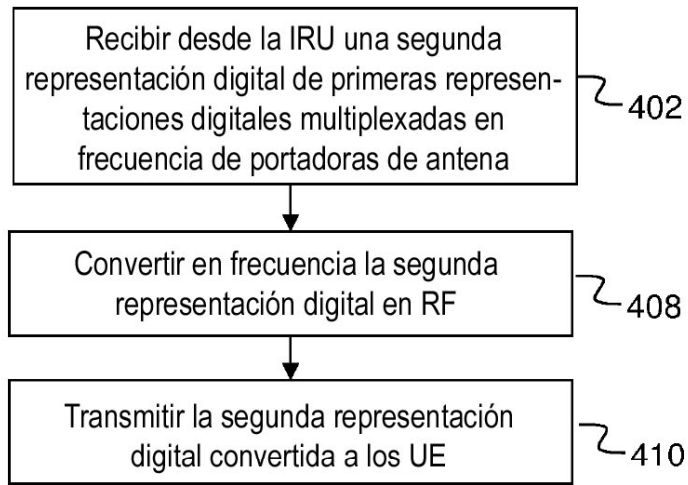 Recibir desde la IRU una segunda
representación digital de primeras represen-
taciones digitales multiplexadas en
frecuencia de portadoras de antena
402
Convertir en frecuencia la segunda
representación digital en RF
408
Transmitir la segunda representación
digital convertida a los UE
410